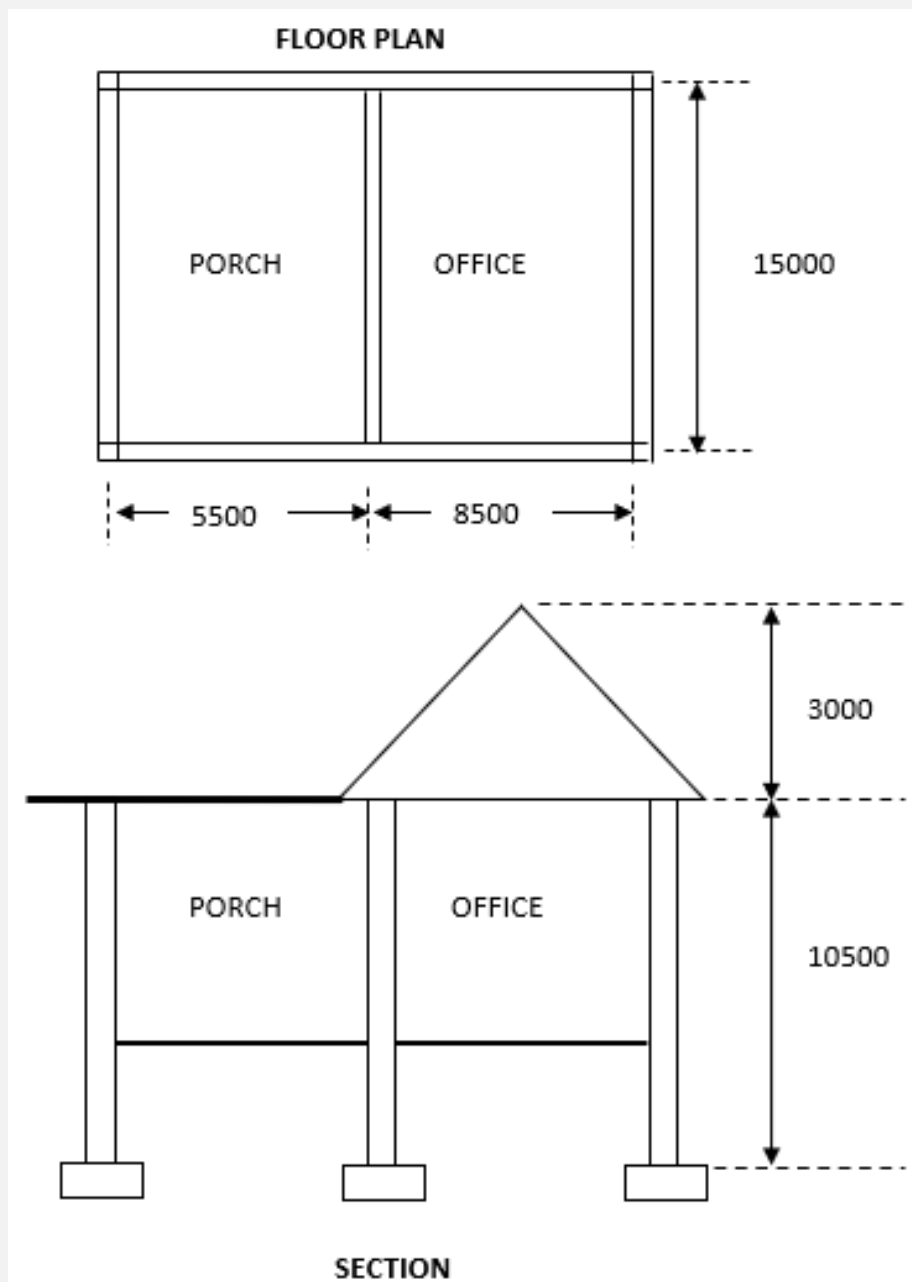 FLOOR PLAN
PORCH OFFICE 15000
5500 8500
3000
PORCH OFFICE
10500
SECTION